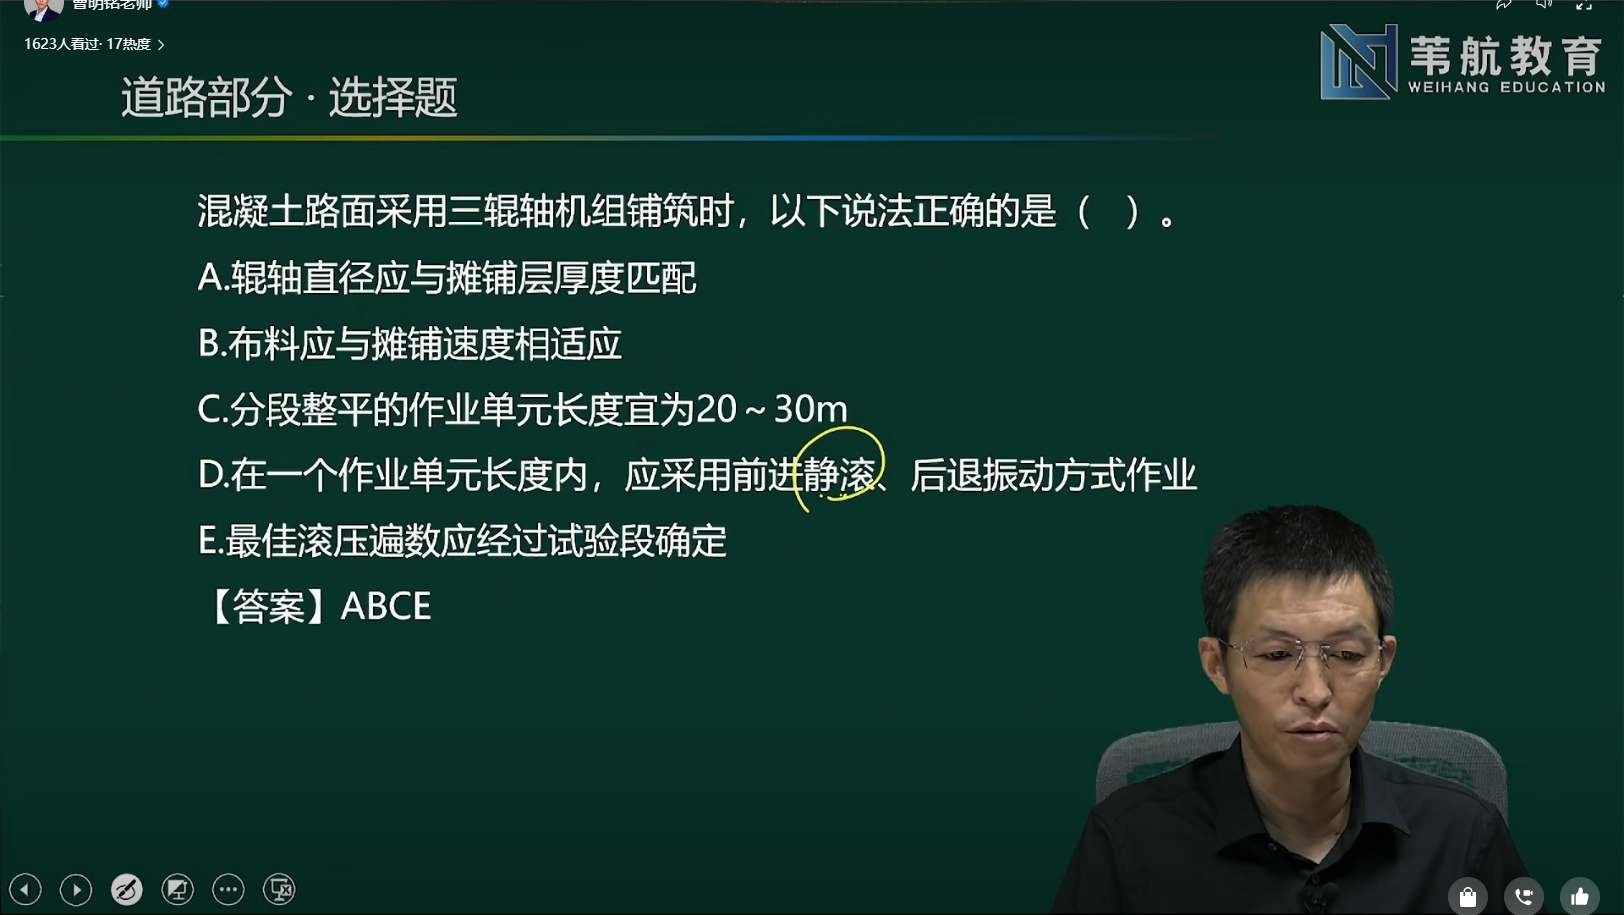 曹明铭老师
1623人看过·17热度
苇航教育
WEIHANG EDUCATION
道路部分·选择题
混凝土路面采用三辊轴机组铺筑时，以下说法正确的是（ ）。
A.辊轴直径应与摊铺层厚度匹配
B.布料应与摊铺速度相适应
C.分段整平的作业单元长度宜为20～30m
D.在一个作业单元长度内，应采用前进静滚、后退振动方式作业
E.最佳滚压遍数应经过试验段确定
【答案】ABCE